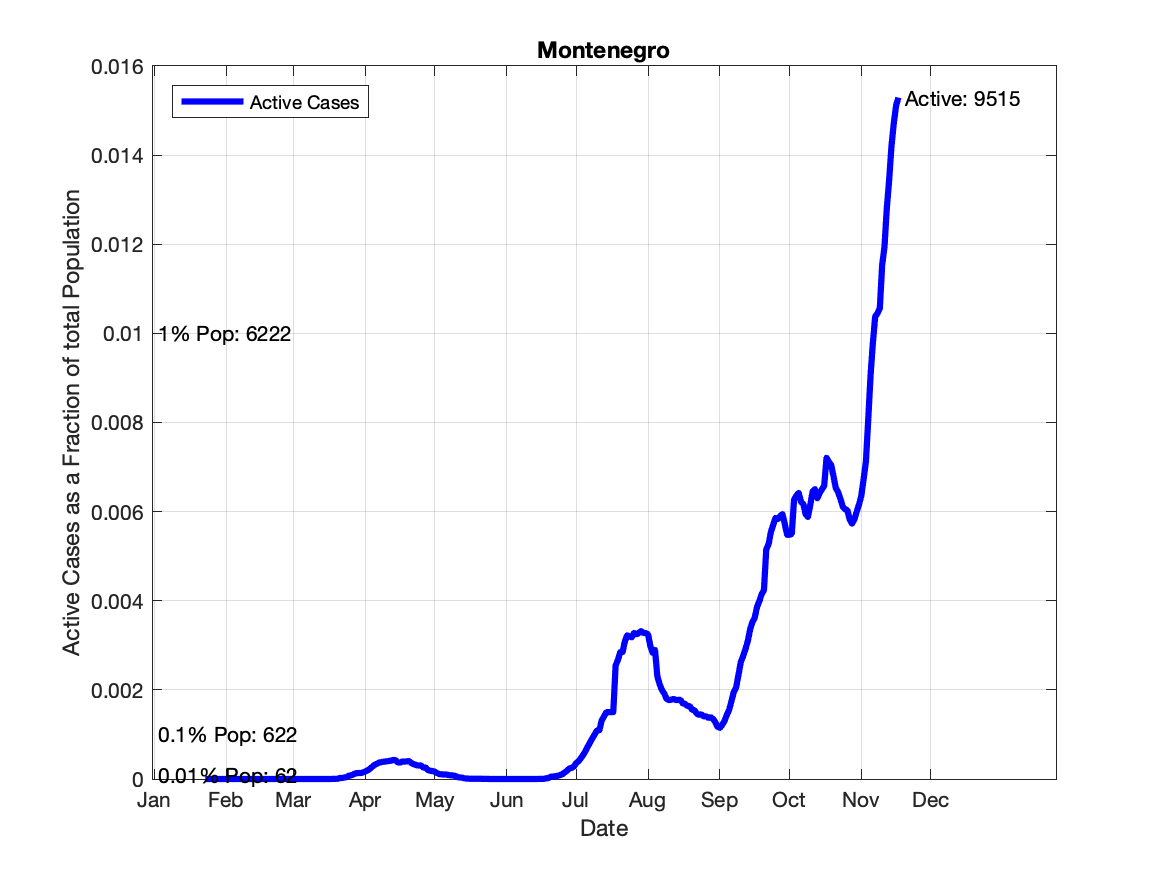 Montenegro
0.016
Active Cases
Active: 9515
0.014
0.012
0.01
1% Pop: 6222
0.008
0.006
0.004
0.002
0.1% Pop: 622
0
0.01% Pop: 62
Jan Feb Mar Apr May Jun Jul Aug Sep Oct Nov Dec
Date
Active Cases as a Fraction of total Population